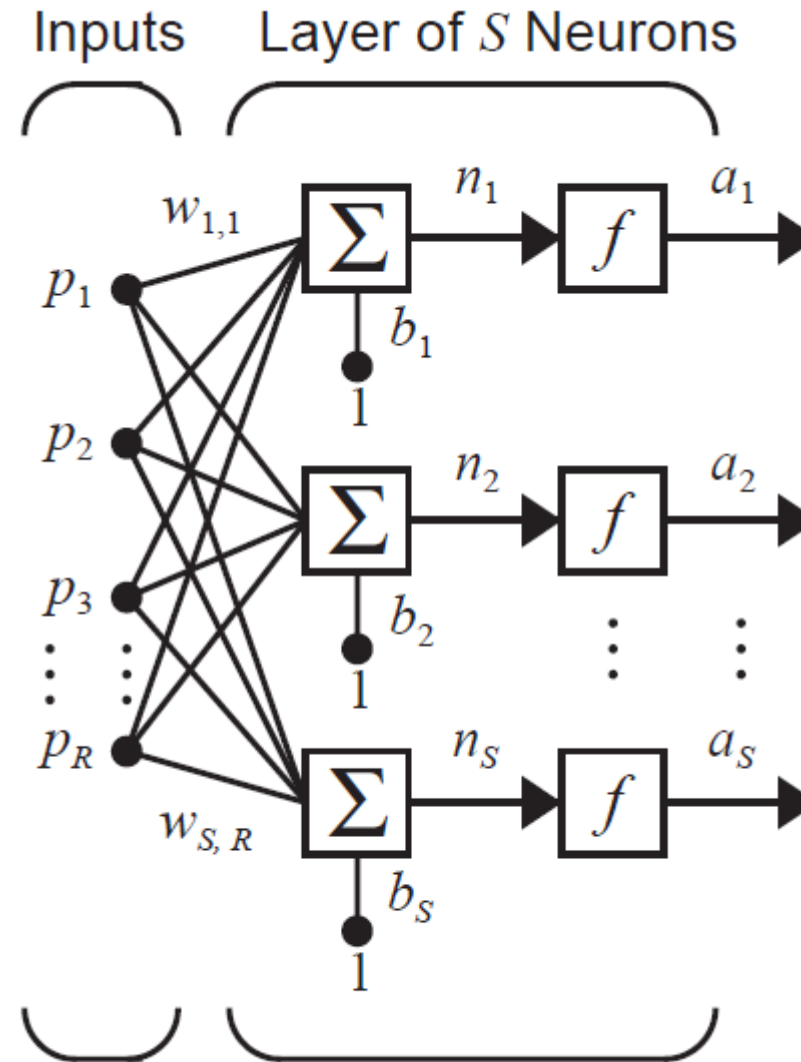 Inputs Layer of S Neurons
w1,1 n1 a1
Σ f
p1
b1
1
p2
n2 a2
Σ f
p3
b2
1
pR
nS aS
Σ f
wS, R
bS
1